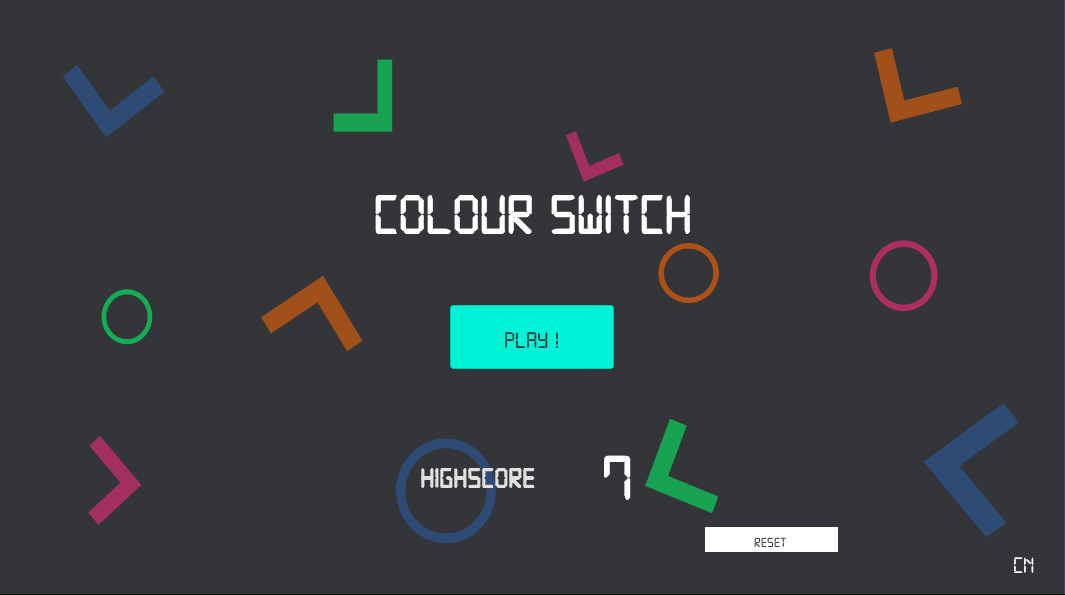 COLOUR SWITCH
PLAY!
HIGHSCORE 7
RESET
CN